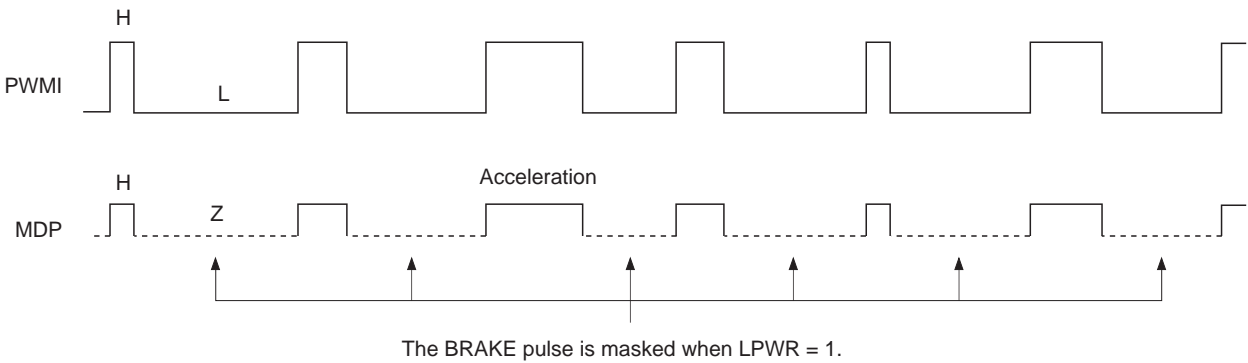 H
PWMI
L
H
Acceleration
Z
MDP
The BRAKE pulse is masked when LPWR = 1.